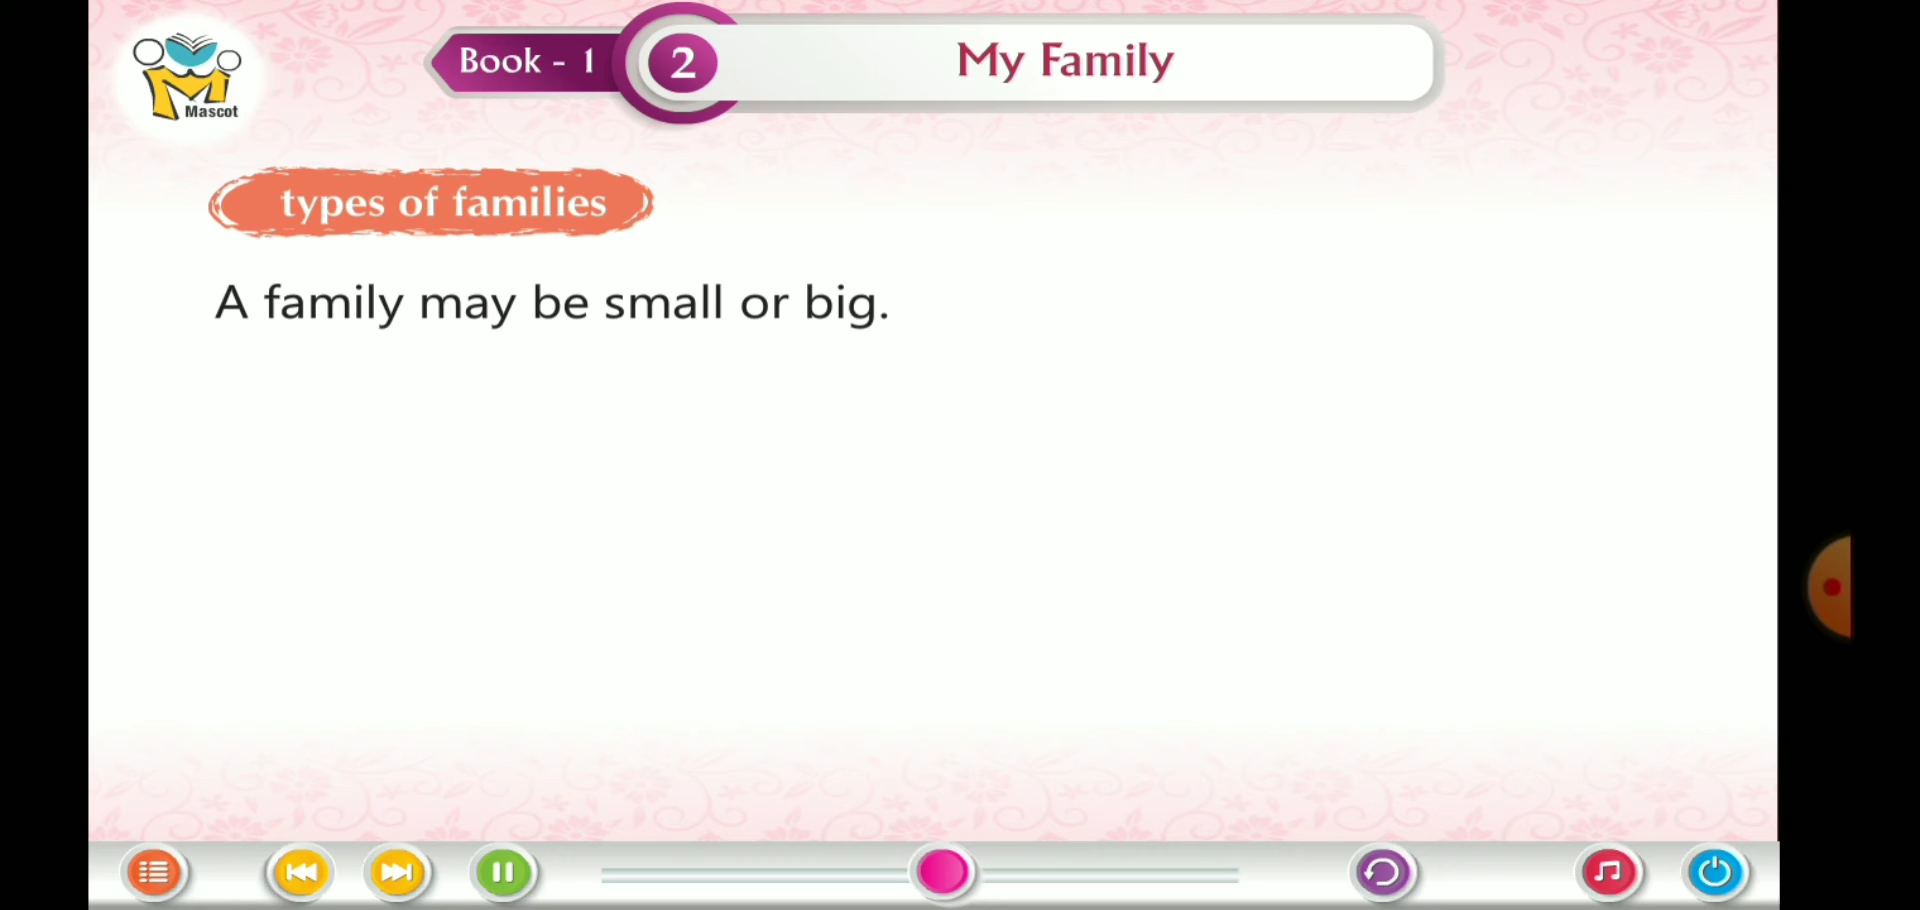 Mascot
Book - 1
2
My Family
types of families
A family may be small or big.